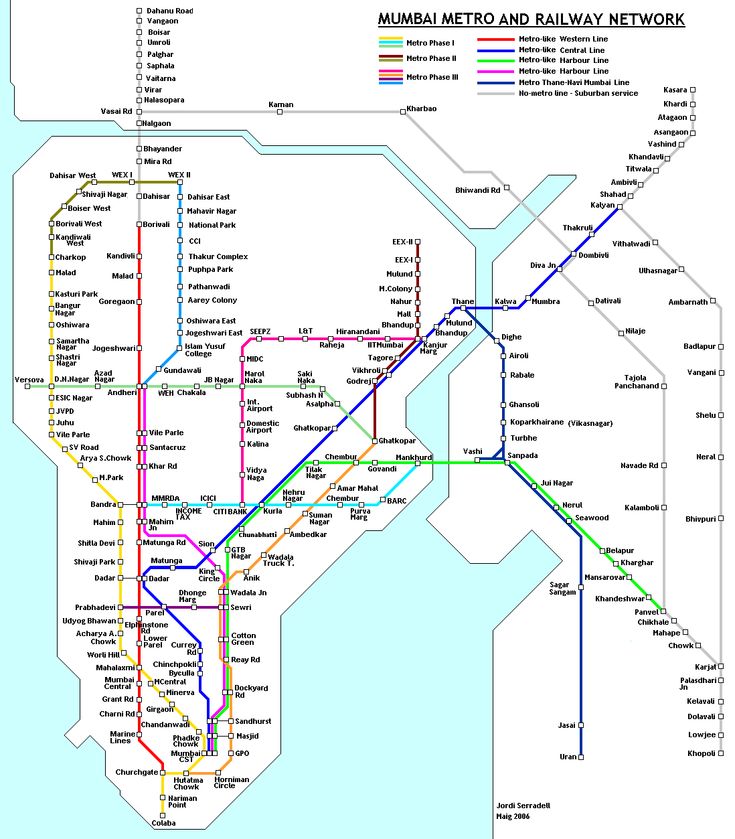 MUMBAI METRO AND RAILWAY NETWORK
Metro Phase I
Metro Phase II
Metro Phase III
Metro-like Western Line
Metro-like Central Line
Metro-like Harbour Line
Metro-like Harbour Line
Metro Thane-Navi Mumbai Line
No-metro line - Suburban service
Dahanu Road
Vangaon
Boisar
Umroli
Palghar
Saphala
Vaitarna
Virar
Nalasopara
Vasai Rd
Naigaon
Bhayander
Mira Rd
Dahisar
Borivali
Kaman
Kharbao
Bhiwandi Rd
Kasara
Khardi
Atagaon
Asangaon
Vashind
Khandavli
Titwala
Ambivli
Shahad
Kalyan
Thakruli
Dombivli
Diva Jn
Mumbra
Kalwa
Thane
Vithalwadi
Ulhasnagar
Ambarnath
Badlapur
Vangani
Shelu
Neral
Bhivpuri
Karjat
Palasdhari
Jn
Kelavali
Dolavali
Lowjee
Khopoli
Dativali
Nilaje
Tajola
Panchanand
Navade Rd
Kalamboli
Panvel
Chikhale
Mahape
Chowk
Dahisar West
WEX I
WEX II
Shivaji Nagar
Boiser West
Borivali West
Kandiwali
West
Charkop
Malad
Kasturi Park
Bangur
Nagar
Oshiwara
Samartha
Nagar
Shastri
Nagar
Versova
D.N.Nagar
Azad
Nagar
Andheri
ESIC Nagar
JVPD
Juhu
Vile Parle
SV Road
Arya S.Chowk
M.Park
Bandra
Mahim
Shitla Devi
Shivaji Park
Dadar
Prabhadevi
Udyog Bhawan
Acharya A.
Chowk
Worli Hill
Mahalaxmi
Mumbai
Central
Grant Rd
Charni Rd
Marine
Lines
Churchgate
Kandivli
Malad
Goregaon
Jogeshwari
Dahisar East
Mahavir Nagar
National Park
CCI
Thakur Complex
Puphpa Park
Pathanwadi
Aarey Colony
Oshiwara East
Jogeshwari East
Islam Yusuf
College
Gundawali
WEH
Chakala
JB Nagar
Marol
Naka
Saki
Naka
Subhash N
Asalpha
Ghatkopar
Ghatkopar
SEEPZ
L&T
Raheja
Hiranandani
IITMumbai
Kanjur
Marg
MIDC
Int.
Airport
Domestic
Airport
Kalina
Vidya
Naga
EEX-II
EEX-I
Mulund
M.Colony
Nahur
Mall
Bhandup
Tagore
Vikhroli
Godrej
Mulund
Bhandup
Vile Parle
Santacruz
Khar Rd
MMRDA
INCOME
TAX
ICICI
CITIBANK
Kurla
Nehru
Nagar
Chembur
Purva
Marg
BARC
Tilak
Nagar
Chembur
Govandi
Mankhurd
Amar Mahal
Suman
Nagar
Ambedkar
Wadala
Truck T.
Anik
Mahim
Jn
Matunga Rd
Matunga
Sion
King
Circle
Chunabhatti
GTB
Nagar
Dadar
Wadala Jn
Sewri
Dhonge
Marg
Parel
Elphinstone
Rd
Lower
Parel
Currey
Rd
Chinchpokli
Byculla
Cotton
Green
Reay Rd
Dockyard
Rd
Sandhurst
Masjid
GPO
MCentral
Minerva
Girgaon
Chandanwadi
Phadke
Chowk
Mumbai
CST
Hutatma
Chowk
Horniman
Circle
Nariman
Point
Colaba
Dighe
Airoli
Rabale
Ghansoli
Koparkhairane (Vikasnagar)
Turbhe
Vashi
Sanpada
Jui Nagar
Nerul
Seawood
Belapur
Kharghar
Mansarovar
Khandeshwar
Sagar
Sangam
Jasai
Uran
Jordi Serradell
Maig 2006